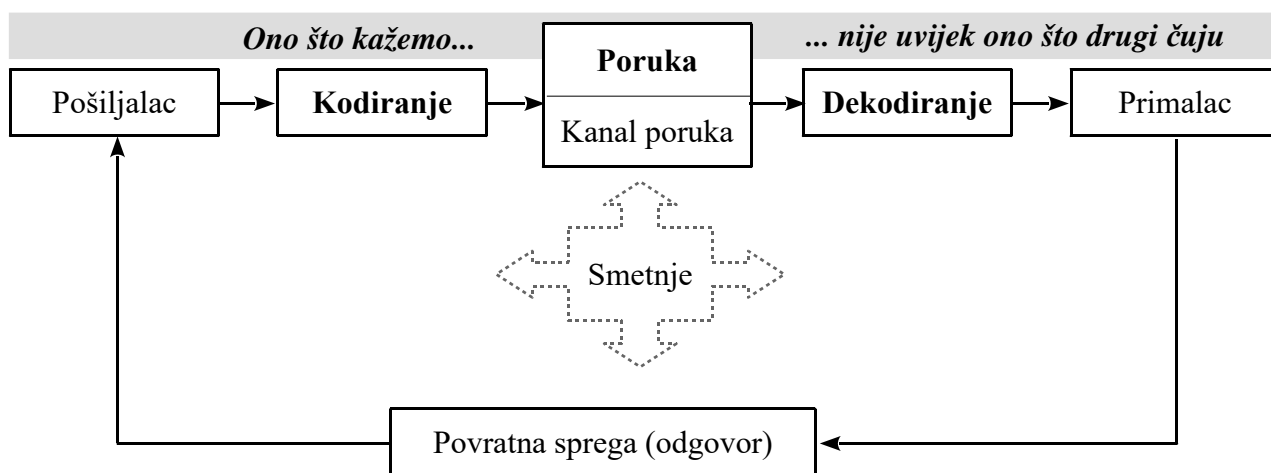 Ono što kažemo...
... nije uvijek ono što drugi čuju
Pošiljalac
Kodiranje
Poruka
Kanal poruka
Dekodiranje
Primalac
Smetnje
Povratna sprega (odgovor)